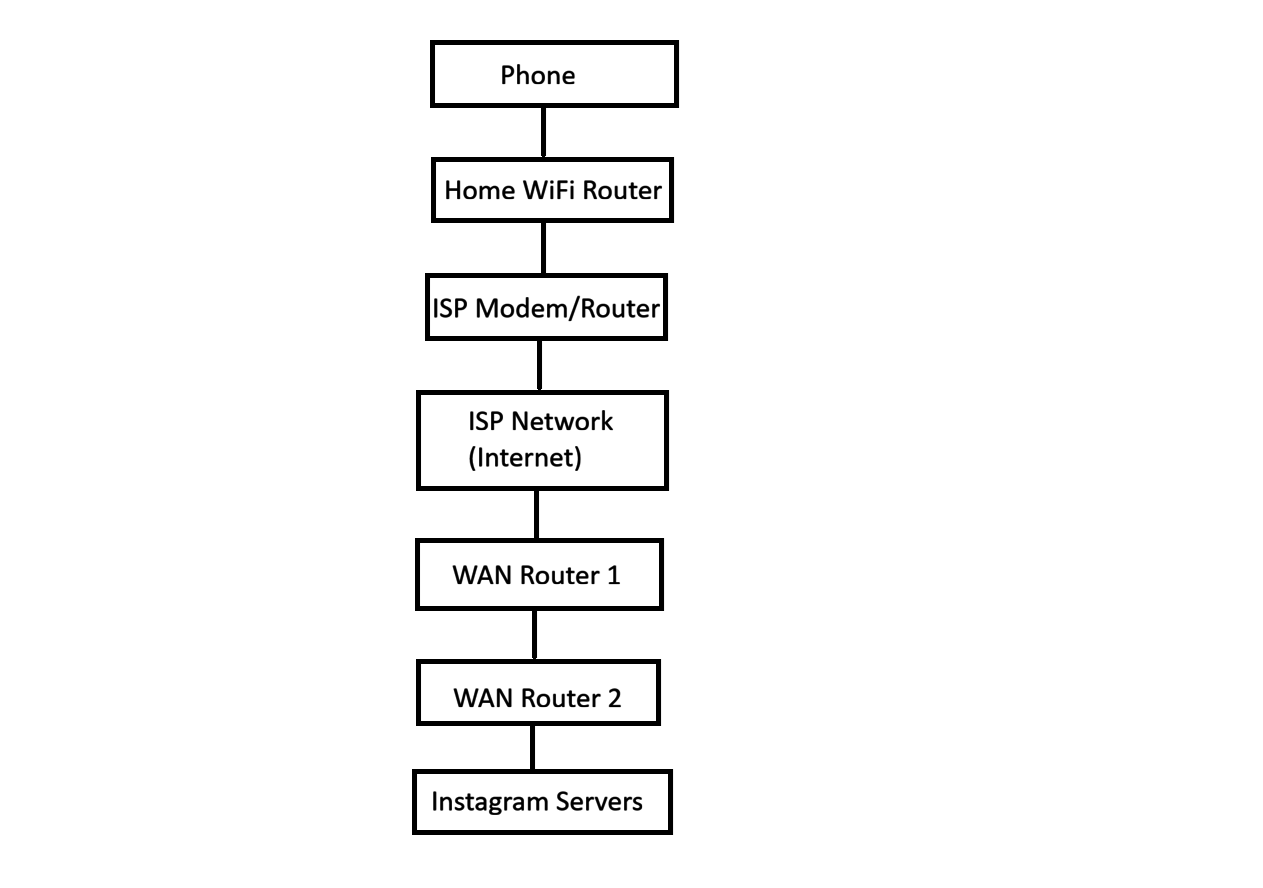 Phone
Home WiFi Router
ISP Modem/Router
ISP Network
(Internet)
WAN Router 1
WAN Router 2
Instagram Servers